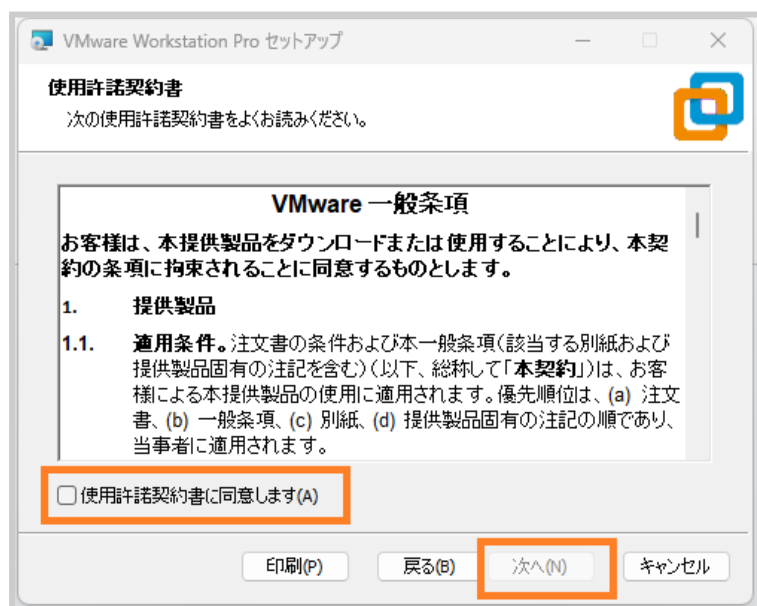 VMware Workstation Pro セットアップ
使用許諾契約書
次の使用許諾契約書をよくお読みください。
VMware 一般条項
お客様は、本提供製品をダウンロードまたは使用することにより、本契
約の条項に拘束されることに同意するものとします。
1. 提供製品
1.1. 適用条件。注文書の条件および本一般条項(該当する別紙および
提供製品固有の注記を含む)(以下、総称して「本契約」)は、お客
様による本提供製品の使用に適用されます。優先順位は、(a) 注文
書、(b) 一般条項、(c) 別紙、(d) 提供製品固有の注記の順であり、
当事者に適用されます。
使用許諾契約書に同意します(A)
印刷(P) 戻る(B) 次へ(N) キャンセル